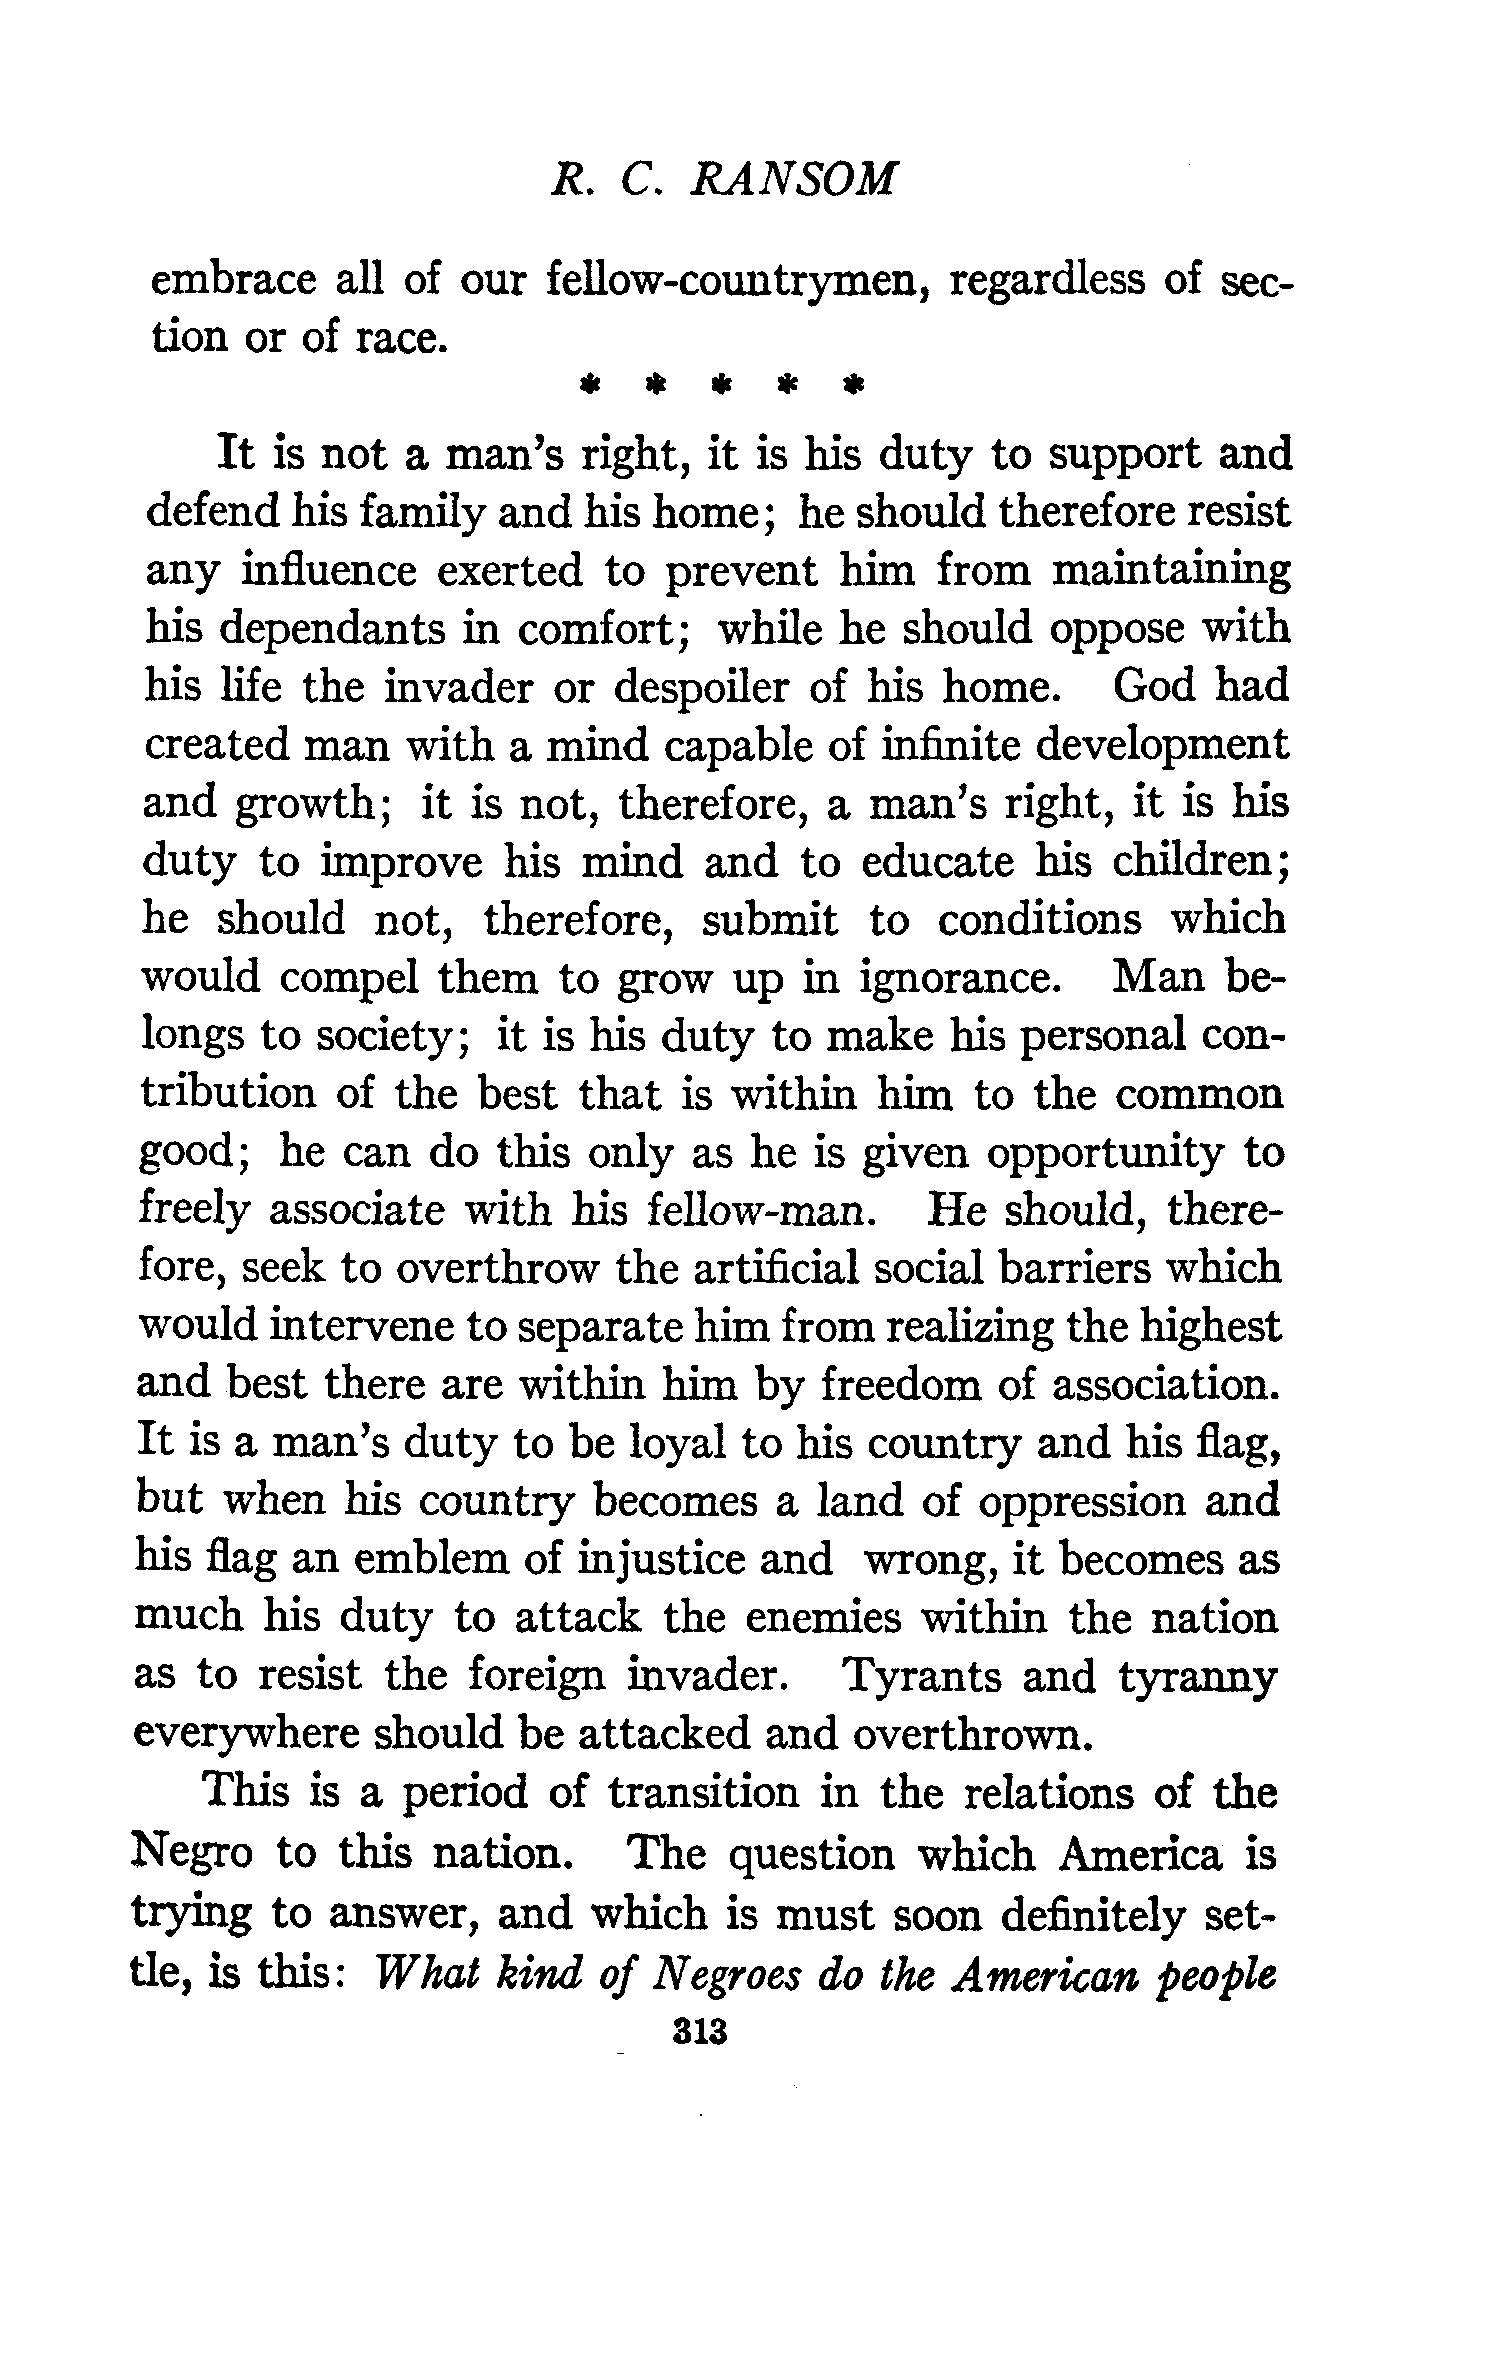 R. C. RANSOM
embrace all of our fellow-countrymen, regardless of sec-
tion or of race.
* * * * *
It is not a man's right, it is his duty to support and
defend his family and his home; he should therefore resist
any influence exerted to prevent him from maintaining
his dependants in comfort; while he should oppose with
his life the invader or despoiler of his home. God had
created man with a mind capable of infinite development
and growth; it is not, therefore, a man's right, it is his
duty to improve his mind and to educate his children;
he should not, therefore, submit to conditions which
would compel them to grow up in ignorance. Man be-
longs to society; it is his duty to make his personal con-
tribution of the best that is within him to the common
good; he can do this only as he is given opportunity to
freely associate with his fellow-man. He should, there-
fore, seek to overthrow the artificial social barriers which
would intervene to separate him from realizing the highest
and best there are within him by freedom of association.
It is a man's duty to be loyal to his country and his flag,
but when his country becomes a land of oppression and
his flag an emblem of injustice and wrong, it becomes as
much his duty to attack the enemies within the nation
as to resist the foreign invader. Tyrants and tyranny
everywhere should be attacked and overthrown.
This is a period of transition in the relations of the
Negro to this nation. The question which America is
trying to answer, and which is must soon definitely set-
tle, is this: What kind of Negroes do the American people
313